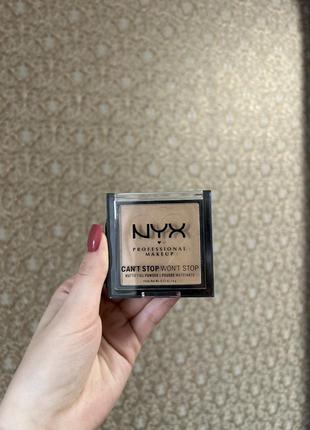 NYX
PROFESSIONAL
MAKEUP
CAN'T STOP WON'T STOP
MATTIFYING POWDER | POUDRE MATIFIANTE